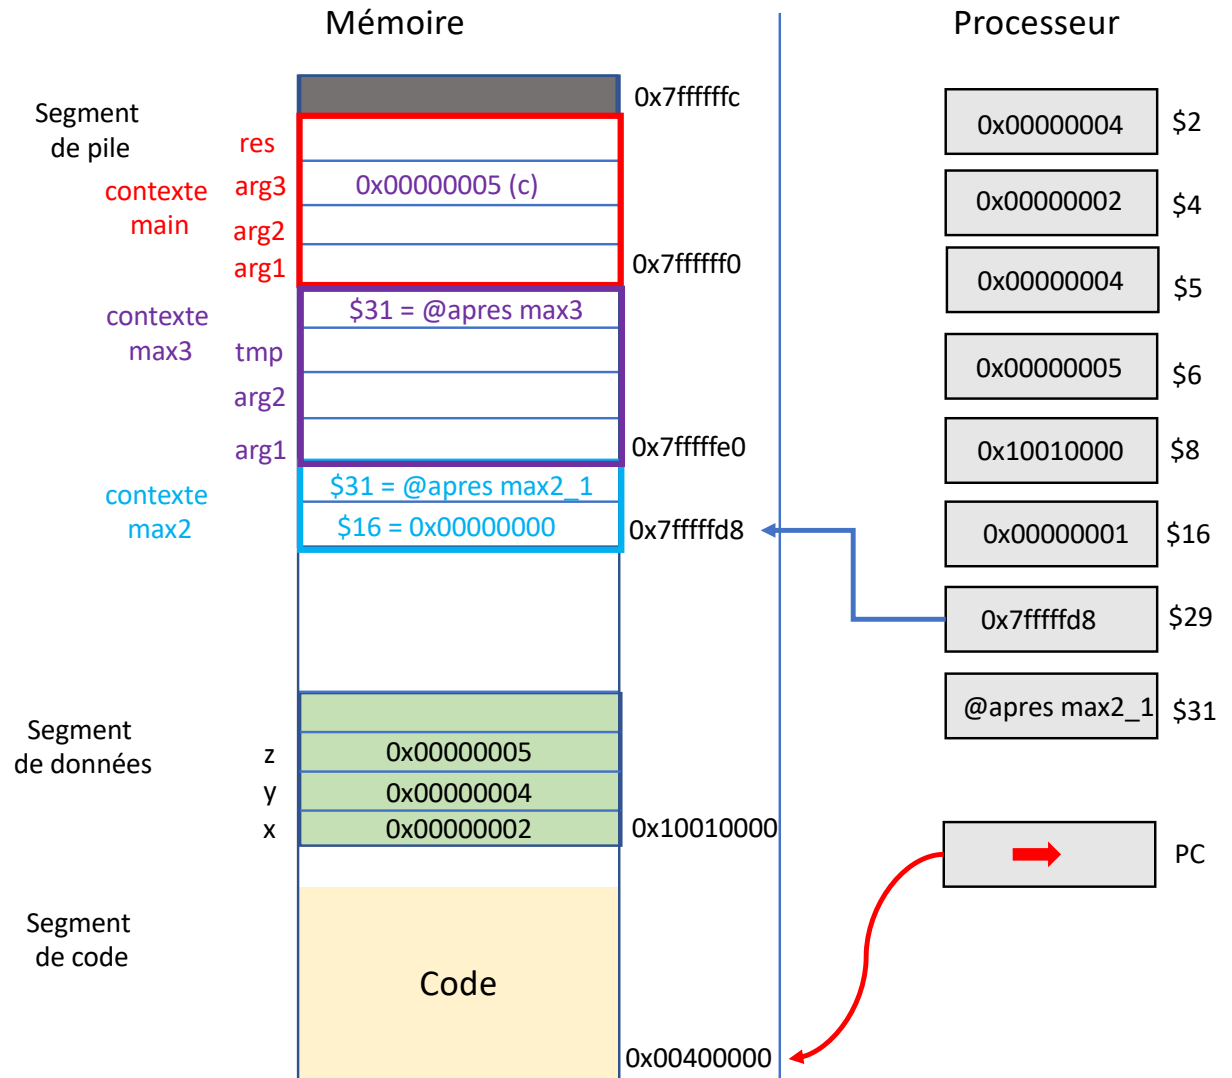 Mémoire
Processeur
0x7ffffffc
Segment
de pile
res
contexte
main
arg3
0x00000005 (c)
arg2
arg1
0x7ffffff0
contexte
max3
$31 = @apres max3
tmp
arg2
arg1
0x7fffffe0
contexte
max2
$31 = @apres max2_1
$16 = 0x00000000
0x7fffffd8
Segment
de données
z
0x00000005
y
0x00000004
x
0x00000002
0x10010000
Segment
de code
Code
0x00400000
0x00000004
$2
0x00000002
$4
0x00000004
$5
0x00000005
$6
0x10010000
$8
0x00000001
$16
0x7fffffd8
$29
@apres max2_1
$31
PC